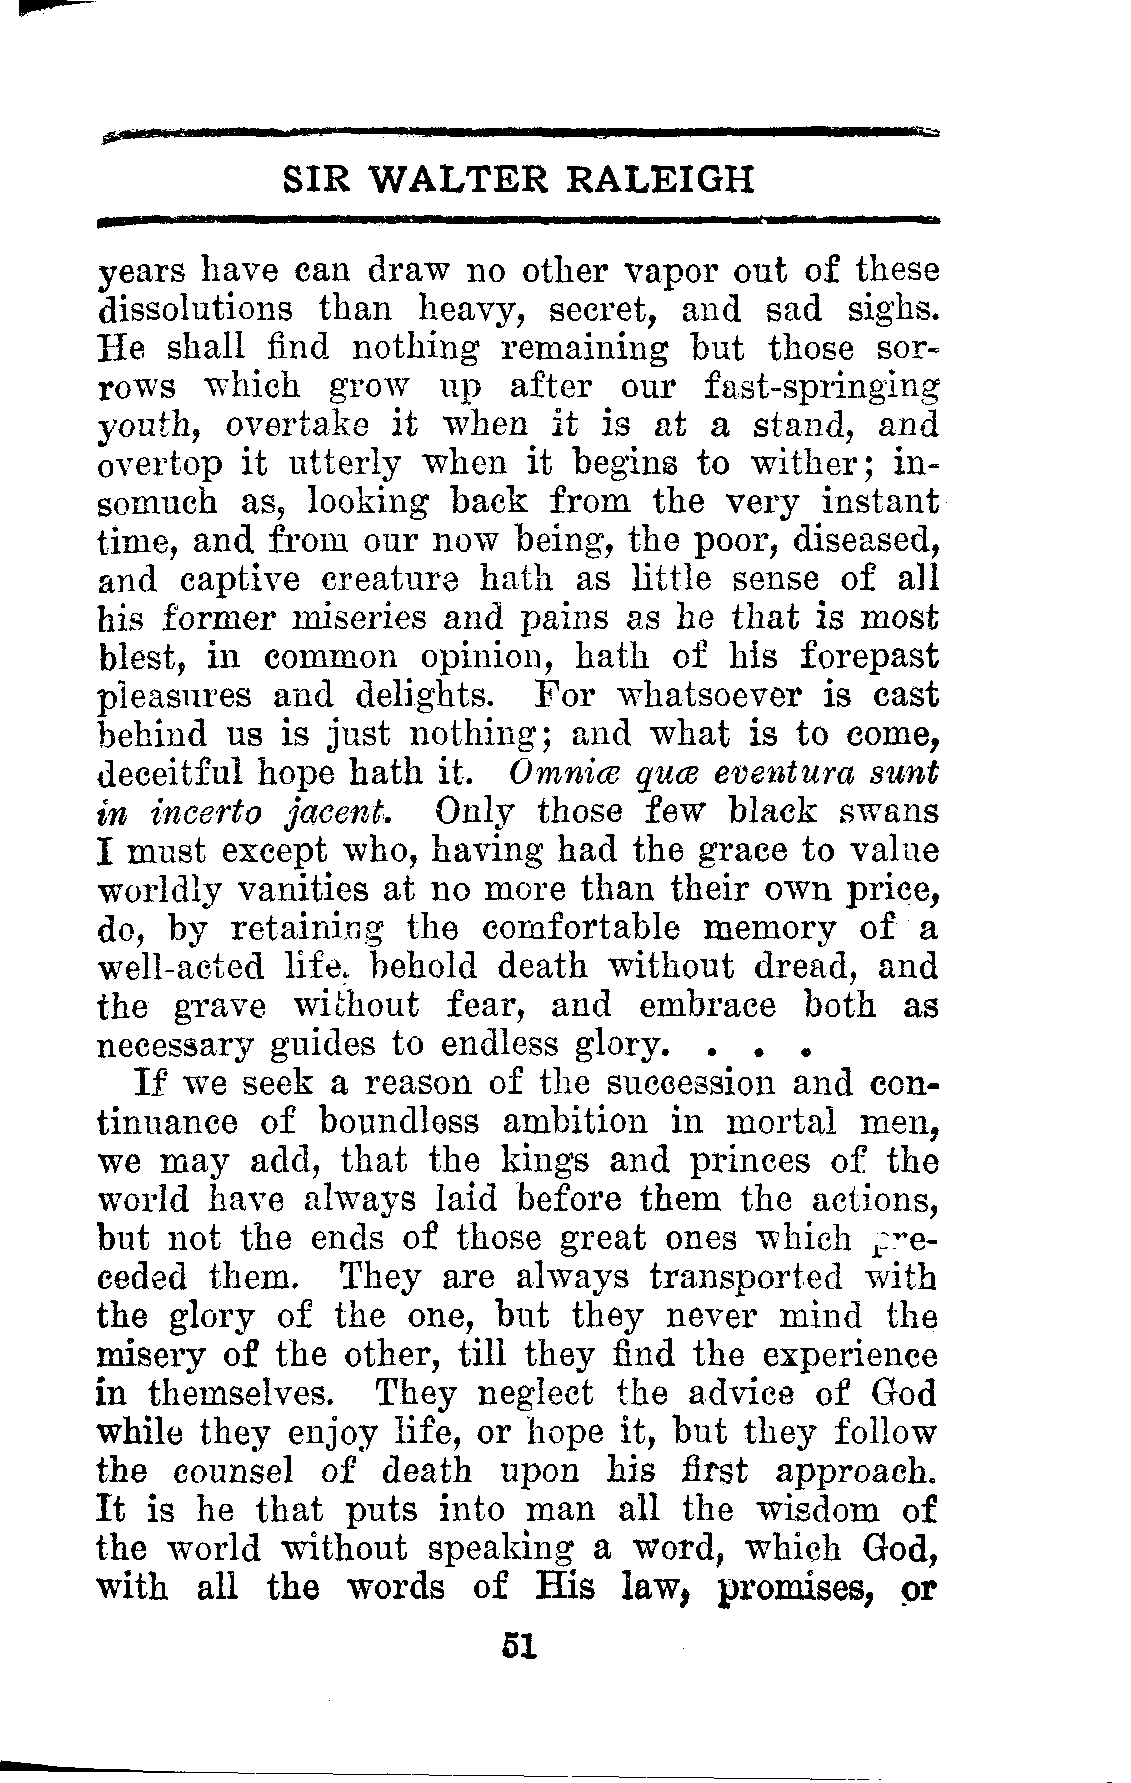 SIR WALTER RALEIGH
years have can draw no other vapor out of these
dissolutions than heavy, secret, and sad sighs.
He shall find nothing remaining but those sor-
rows which grow up after our fast-springing
youth, overtake it when it is at a stand, and
overtop it utterly when it begins to wither; in-
somuch as, looking back from the very instant
time, and from our now being, the poor, diseased,
and captive creature hath as little sense of all
his former miseries and pains as he that is most
blest, in common opinion, hath of his forepast
pleasures and delights. For whatsoever is cast
behind us is just nothing; and what is to come,
deceitful hope hath it. Omniæ quæ eventura sunt
in incerto jacent. Only those few black swans
I must except who, having had the grace to value
worldly vanities at no more than their own price,
do, by retaining the comfortable memory of a
well-acted life, behold death without dread, and
the grave without fear, and embrace both as
necessary guides to endless glory. . . .
If we seek a reason of the succession and con-
tinuance of boundless ambition in mortal men,
we may add, that the kings and princes of the
world have always laid before them the actions,
but not the ends of those great ones which pre-
ceded them. They are always transported with
the glory of the one, but they never mind the
misery of the other, till they find the experience
in themselves. They neglect the advice of God
while they enjoy life, or hope it, but they follow
the counsel of death upon his first approach.
It is he that puts into man all the wisdom of
the world without speaking a word, which God,
with all the words of His law, promises, or
51